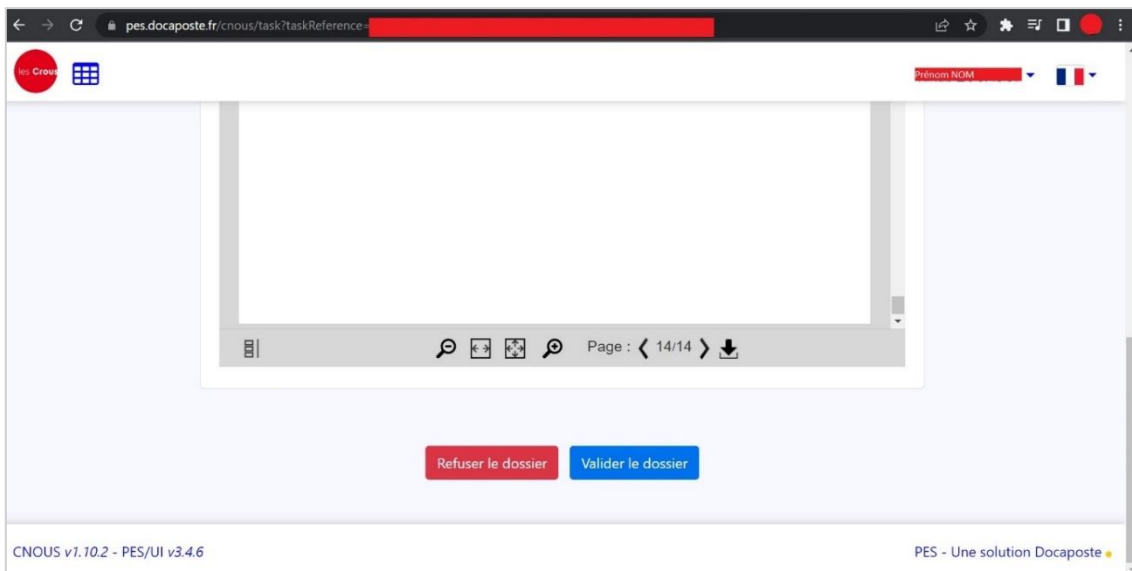 pes.docaposte.fr/cnous/task?taskReference=
les Crous
Prénom NOM
Page : 14/14
Refuser le dossier Valider le dossier
CNOUS v1.10.2 - PES/UI v3.4.6 PES - Une solution Docaposte